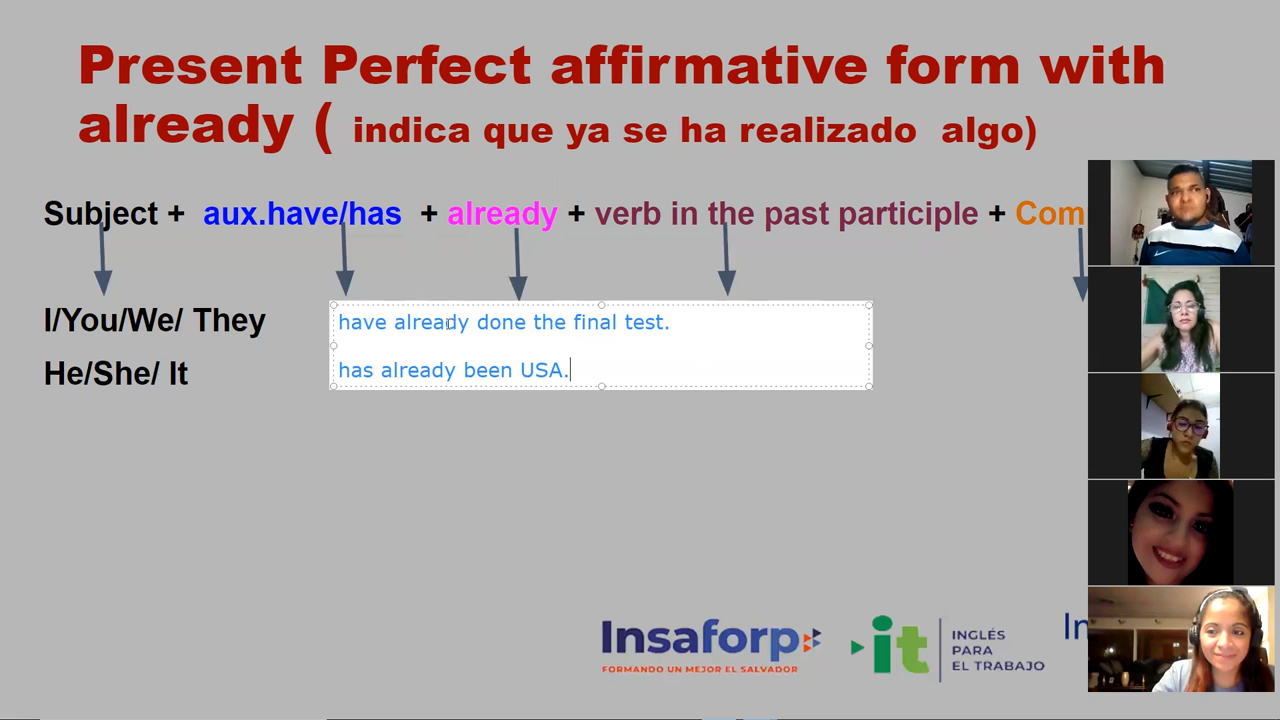 Present Perfect affirmative form with
already ( indica que ya se ha realizado algo)
Subject + aux.have/has + already + verb in the past participle + Com
I/You/We/ They
have already done the final test.
He/She/ It
has already been USA.
Insaforp
FORMANDO UN MEJOR EL SALVADOR
it
INGLÉS
PARA
EL TRABAJO
In